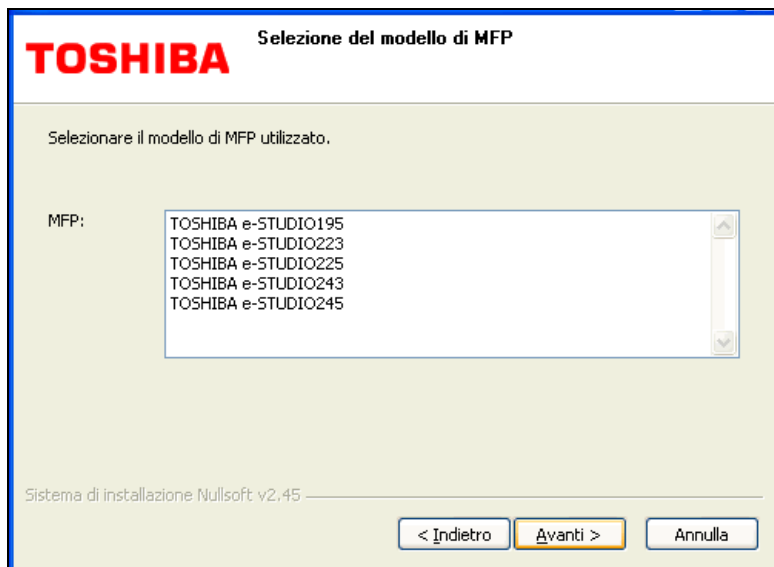 TOSHIBA
Selezione del modello di MFP
Selezionare il modello di MFP utilizzato.
MFP:
TOSHIBA e-STUDIO195
TOSHIBA e-STUDIO223
TOSHIBA e-STUDIO225
TOSHIBA e-STUDIO243
TOSHIBA e-STUDIO245
Sistema di installazione Nullsoft v2.45
< Indietro
Avanti >
Annulla